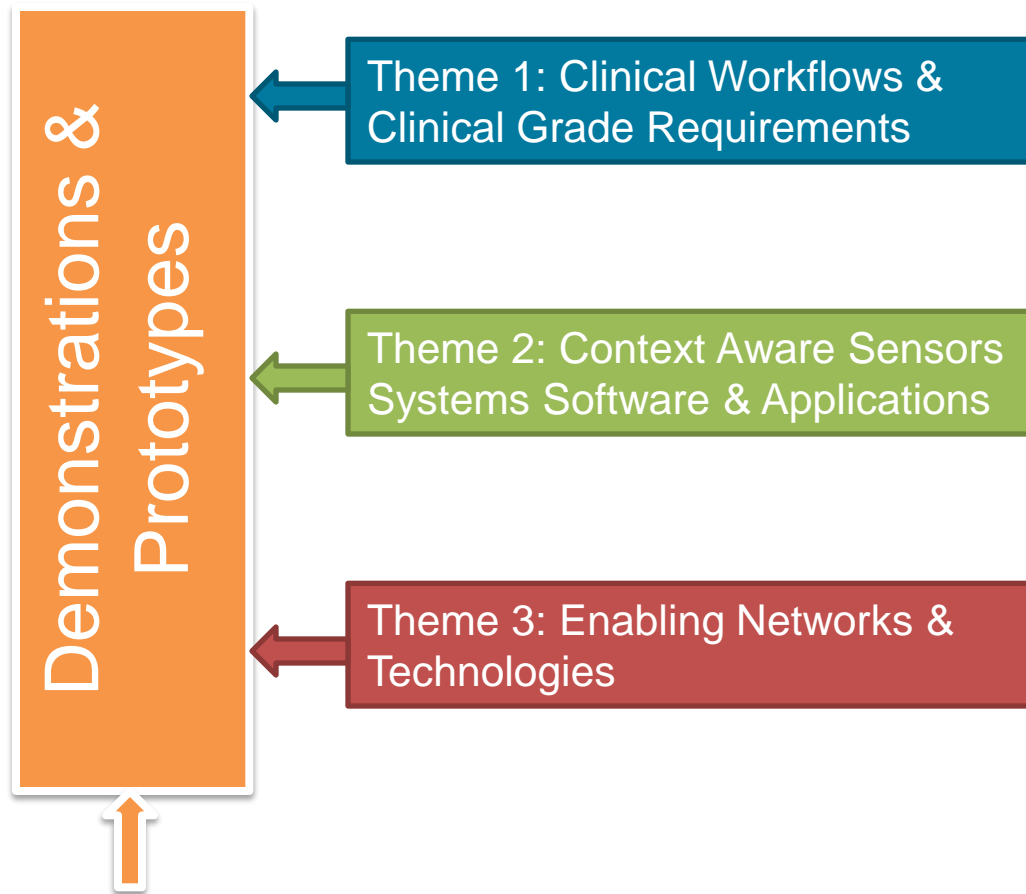 Demonstrations &
Prototypes
Theme 1: Clinical Workflows &
Clinical Grade Requirements
Theme 2: Context Aware Sensors
Systems Software & Applications
Theme 3: Enabling Networks &
Technologies